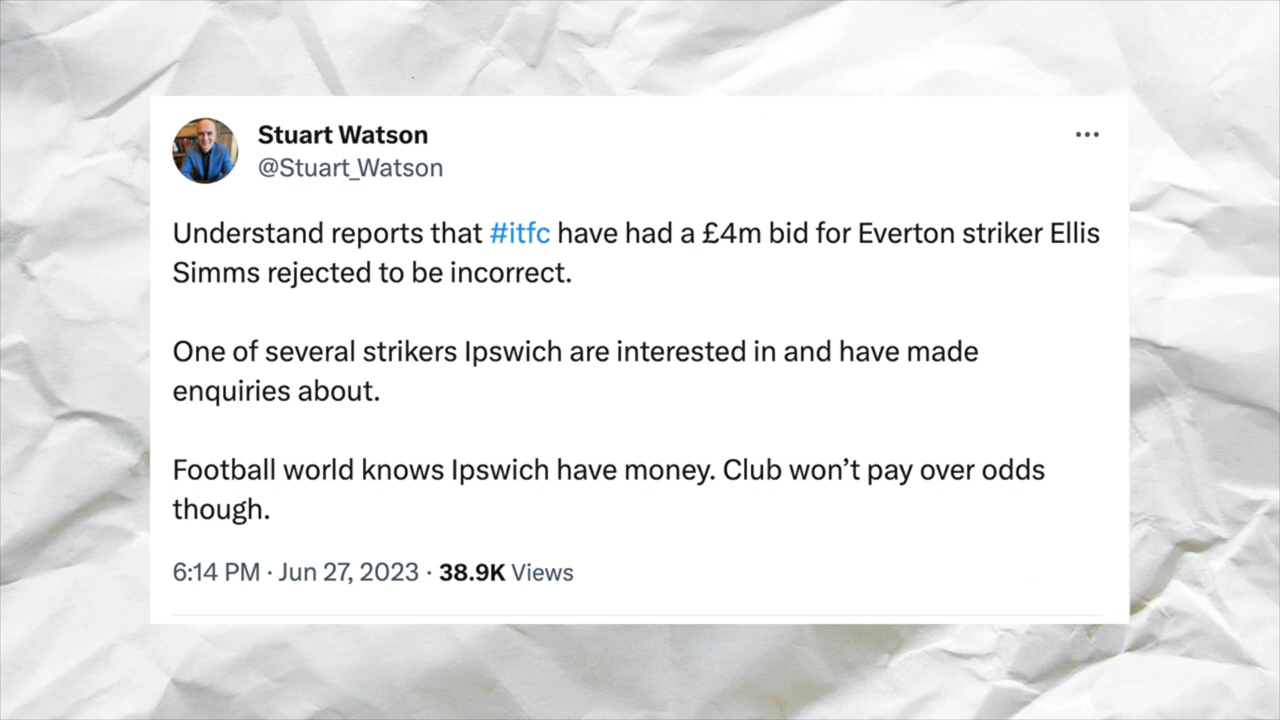 Stuart Watson
@Stuart_Watson
Understand reports that #itfc have had a £4m bid for Everton striker Ellis
Simms rejected to be incorrect.
One of several strikers Ipswich are interested in and have made
enquiries about.
Football world knows Ipswich have money. Club won’t pay over odds
though.
6:14 PM · Jun 27, 2023 · 38.9K Views